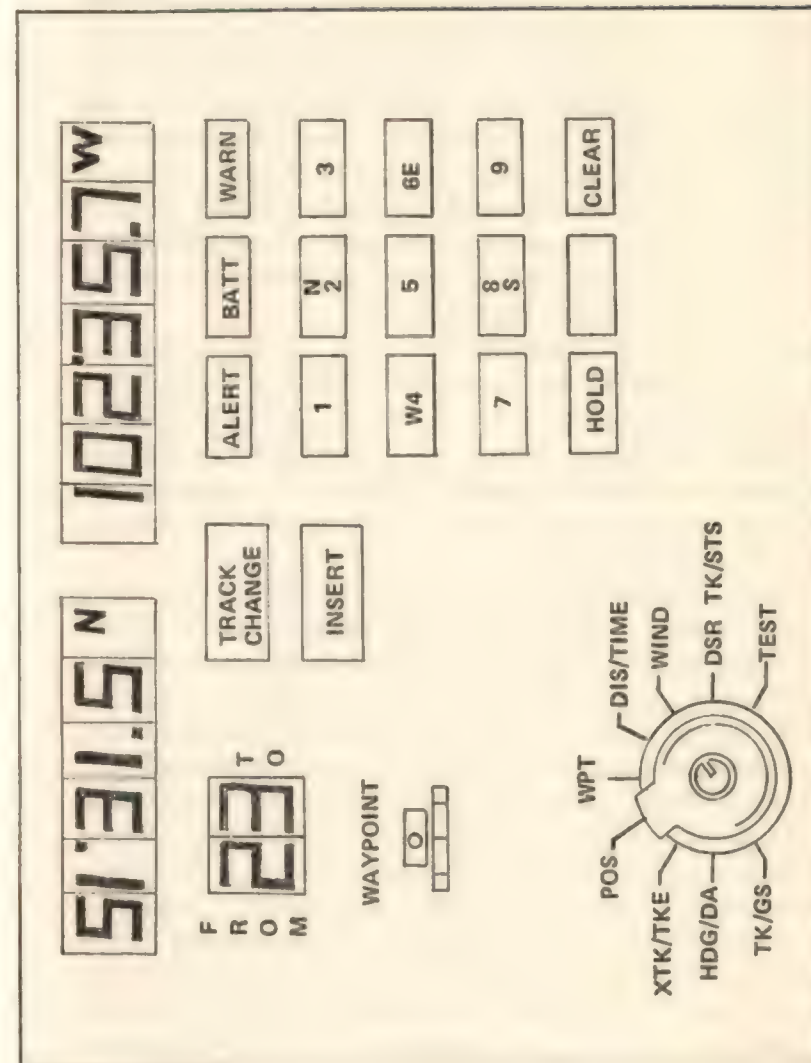 51°31.5 N
102°35.7 W
FROM
23
TO
TRACK
CHANGE
ALERT
BATT
WARN
INSERT
1
N
2
3
WAYPOINT
W4
5
6E
7
8
S
9
HOLD
CLEAR
POS
WPT
DIS/TIME
XTK/TKE
WIND
HDG/DA
DSR TK/STS
TK/GS
TEST